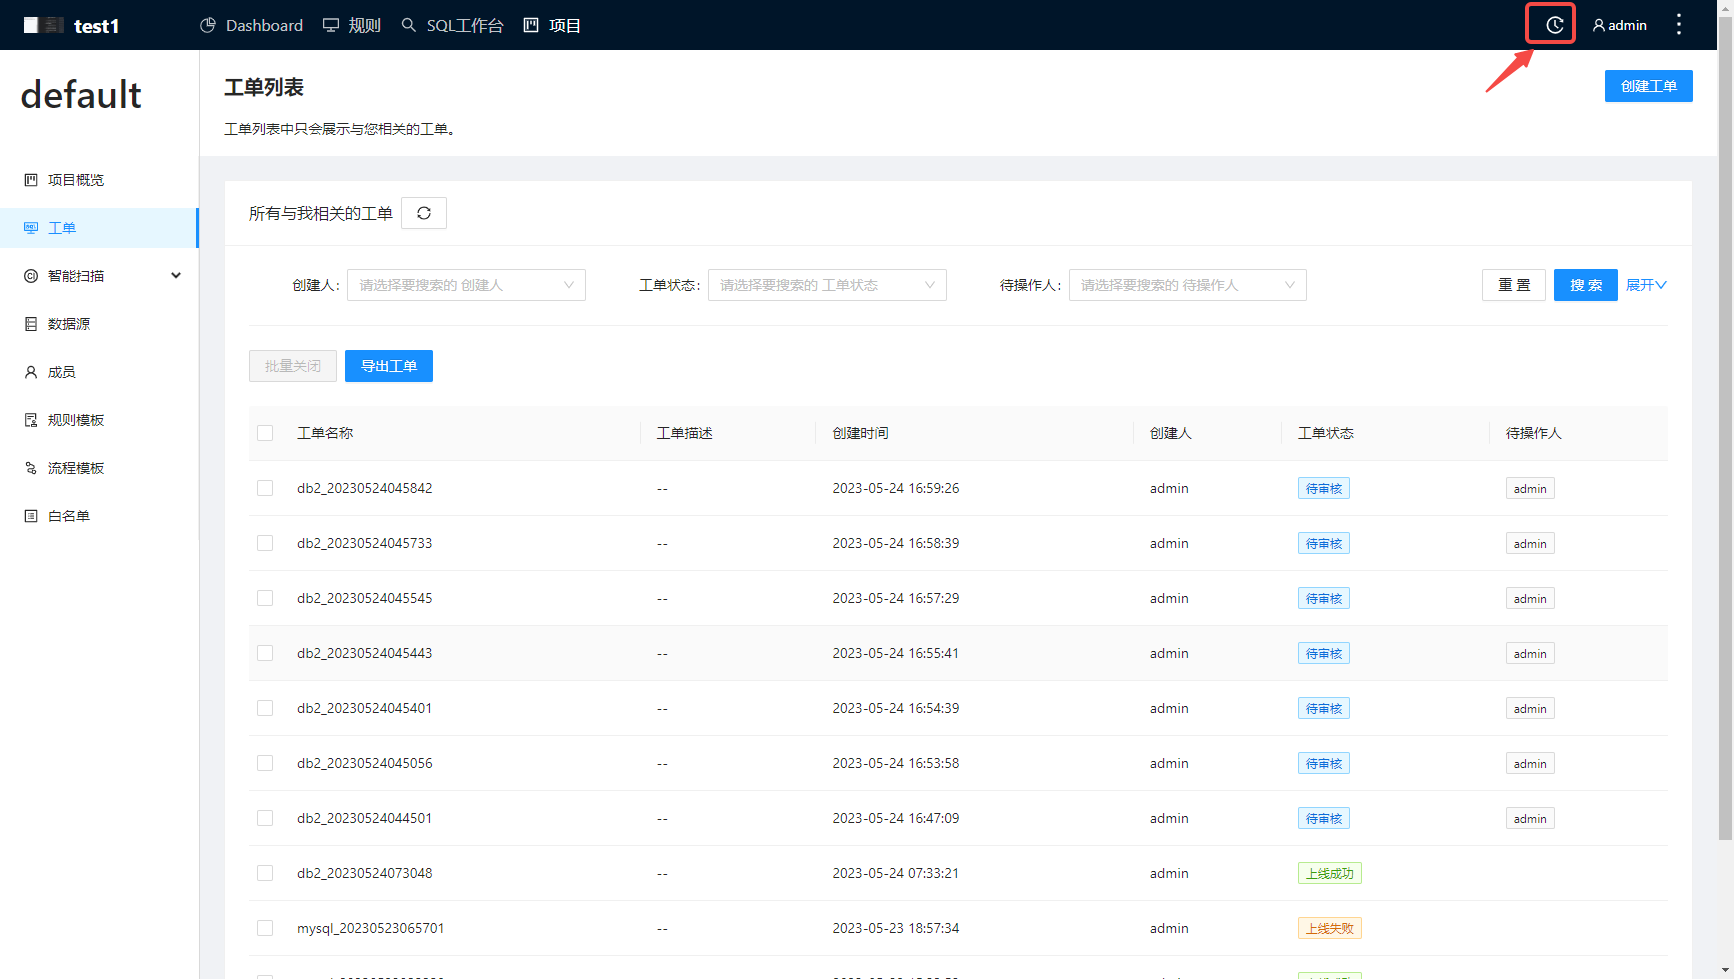 test1
Dashboard 规则 SQL工作台 项目
admin
default
工单列表
创建工单
工单列表中只会展示与您相关的工单。
项目概览
工单
智能扫描
数据源
成员
规则模板
流程模板
白名单
所有与我相关的工单
创建人: 请选择要搜索的 创建人 工单状态: 请选择要搜索的 工单状态 待操作人: 请选择要搜索的 待操作人 重置 搜索 展开
批量关闭 导出工单
工单名称 工单描述 创建时间 创建人 工单状态 待操作人
db2_20230524045842 -- 2023-05-24 16:59:26 admin 待审核 admin
db2_20230524045733 -- 2023-05-24 16:58:39 admin 待审核 admin
db2_20230524045545 -- 2023-05-24 16:57:29 admin 待审核 admin
db2_20230524045443 -- 2023-05-24 16:55:41 admin 待审核 admin
db2_20230524045401 -- 2023-05-24 16:54:39 admin 待审核 admin
db2_20230524045056 -- 2023-05-24 16:53:58 admin 待审核 admin
db2_20230524044501 -- 2023-05-24 16:47:09 admin 待审核 admin
db2_20230524073048 -- 2023-05-24 07:33:21 admin 上线成功
mysql_20230523065701 -- 2023-05-23 18:57:34 admin 上线失败